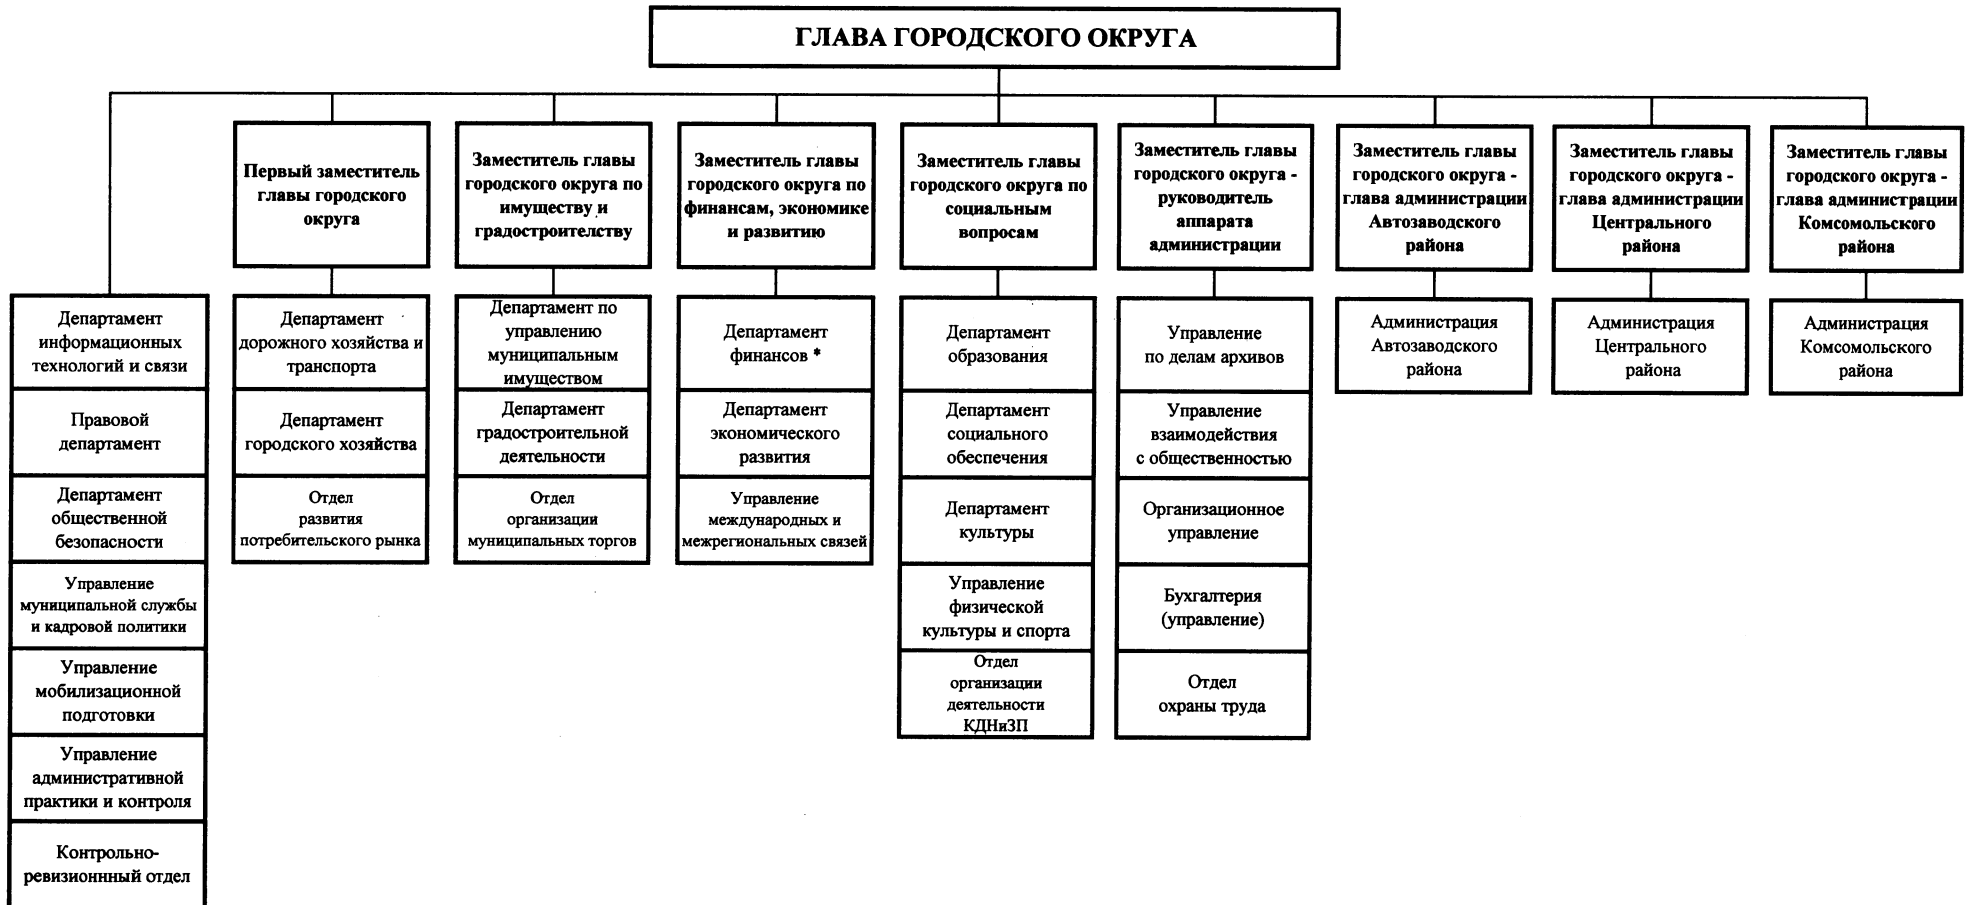 ГЛАВА ГОРОДСКОГО ОКРУГА
Первый заместитель
главы городского
округа
Заместитель главы
городского округа по
имуществу и
градостроителству
Заместитель главы
городского округа по
финансам, экономике
и развитию
Заместитель главы
городского округа по
социальным
вопросам
Заместитель главы
городского округа -
руководитель
аппарата
администрации
Заместитель главы
городского округа -
глава администрации
Автозаводского
района
Заместитель главы
городского округа -
глава администрации
Центрального
района
Заместитель главы
городского округа -
глава администрации
Комсомольского
района
Департамент
информационных
технологий и связи
Правовой
департамент
Департамент
общественной
безопасности
Управление
муниципальной службы
и кадровой политики
Управление
мобилизационной
подготовки
Управление
административной
практики и контроля
Контрольно-
ревизионнный отдел
Департамент
дорожного хозяйства и
транспорта
Департамент
городского хозяйства
Отдел
развития
потребительского рынка
Департамент по
управлению
муниципальным
имуществом
Департамент
градостроительной
деятельности
Отдел
организации
муниципальных торгов
Департамент
финансов *
Департамент
экономического
развития
Управление
международных и
межрегиональных связей
Департамент
образования
Департамент
социального
обеспечения
Департамент
культуры
Управление
физической
культуры и спорта
Отдел
организации
деятельности
КДНиЗП
Управление
по делам архивов
Управление
взаимодействия
с общественностью
Организационное
управление
Бухгалтерия
(управление)
Отдел
охраны труда
Администрация
Автозаводского
района
Администрация
Центрального
района
Администрация
Комсомольского
района